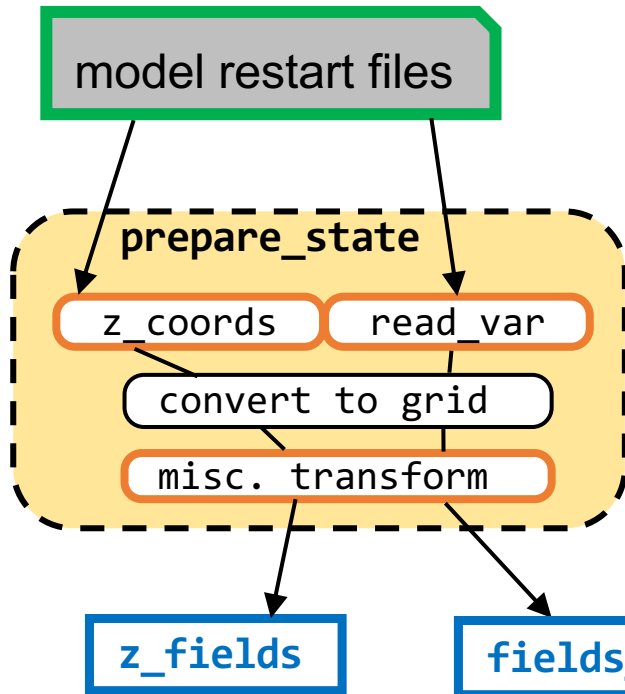 model restart files
prepare_state
z_coords read_var
convert to grid
misc. transform
z_fields fields